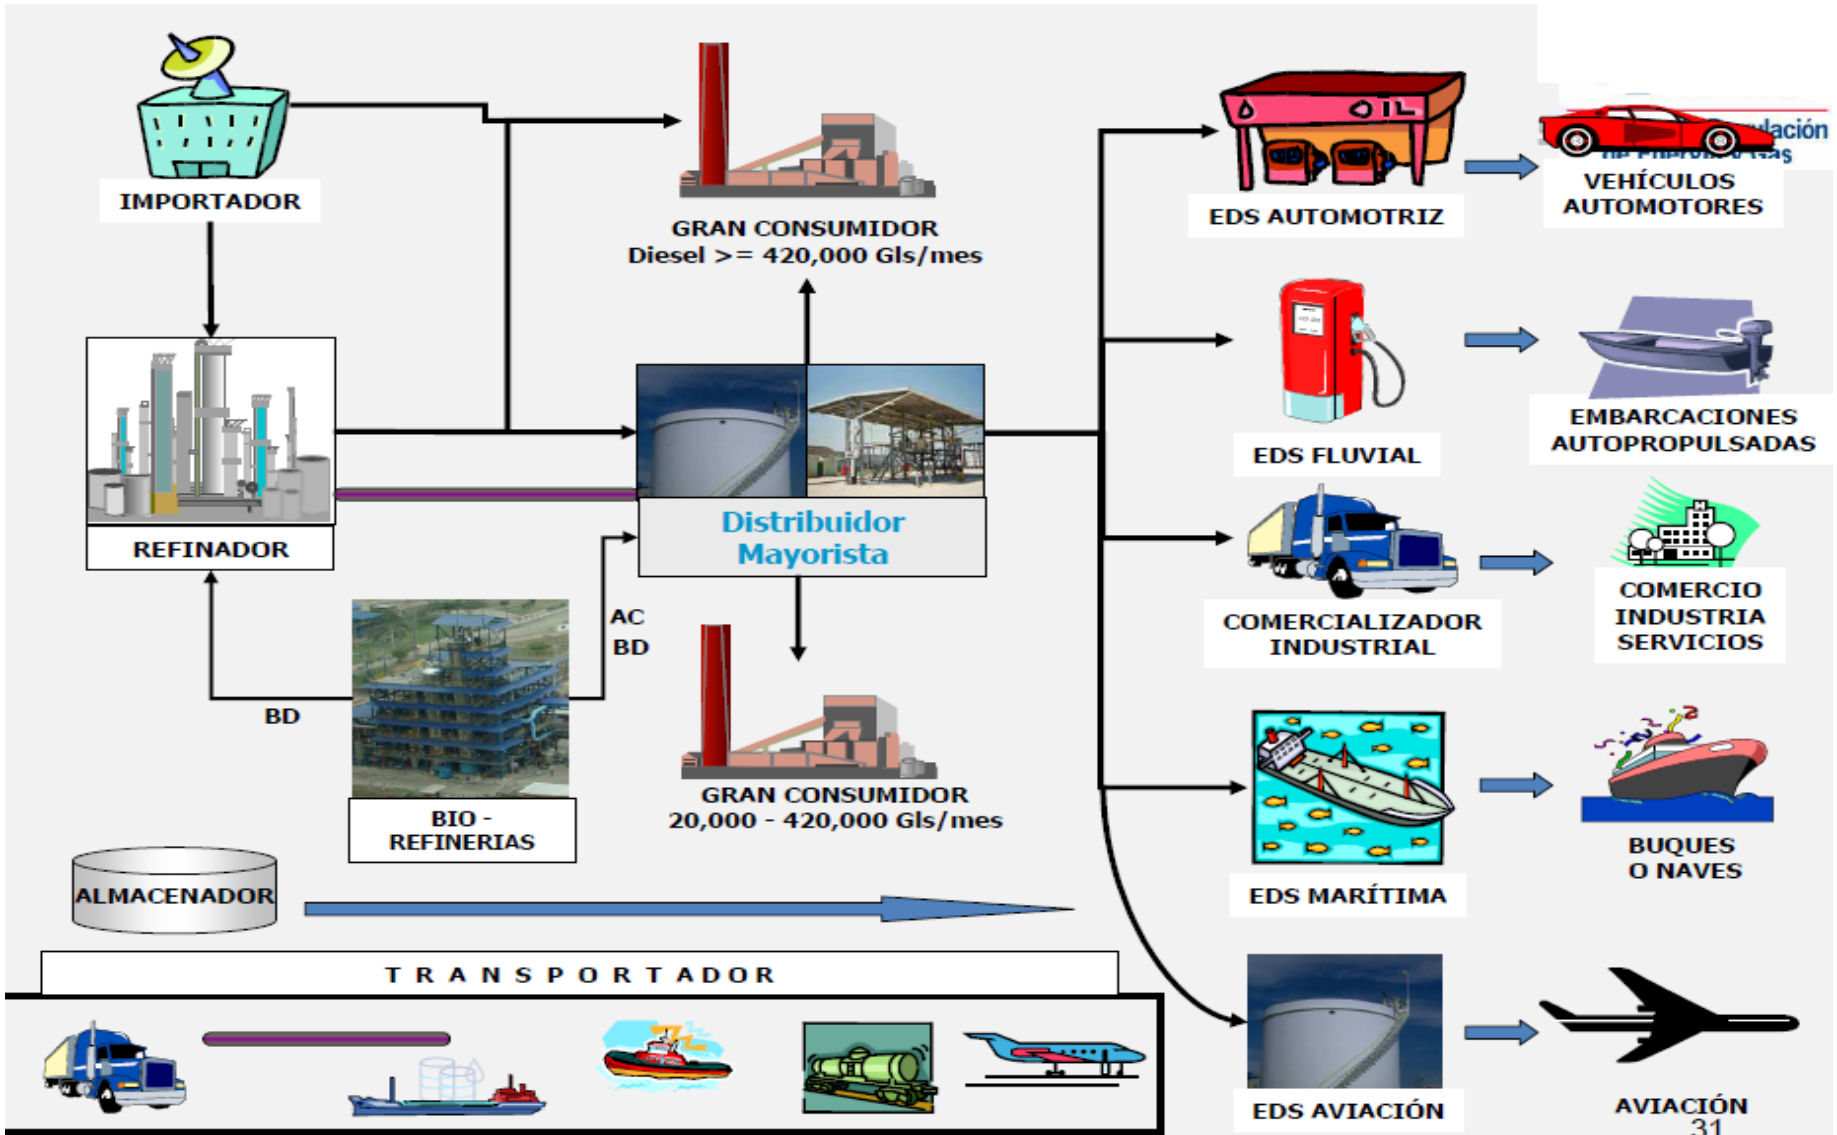 IMPORTADOR
GRAN CONSUMIDOR
Diesel >= 420,000 Gls/mes
OIL
EDS AUTOMOTRIZ
VEHÍCULOS
AUTOMOTORES
REFINADOR
Distribuidor
Mayorista
EDS FLUVIAL
EMBARCACIONES
AUTOPROPULSADAS
AC
BD
BD
BIO -
REFINERIAS
GRAN CONSUMIDOR
20,000 - 420,000 Gls/mes
COMERCIALIZADOR
INDUSTRIAL
COMERCIO
INDUSTRIA
SERVICIOS
EDS MARÍTIMA
BUQUES
O NAVES
ALMACENADOR
TRANSPORTADOR
EDS AVIACIÓN
AVIACIÓN
31